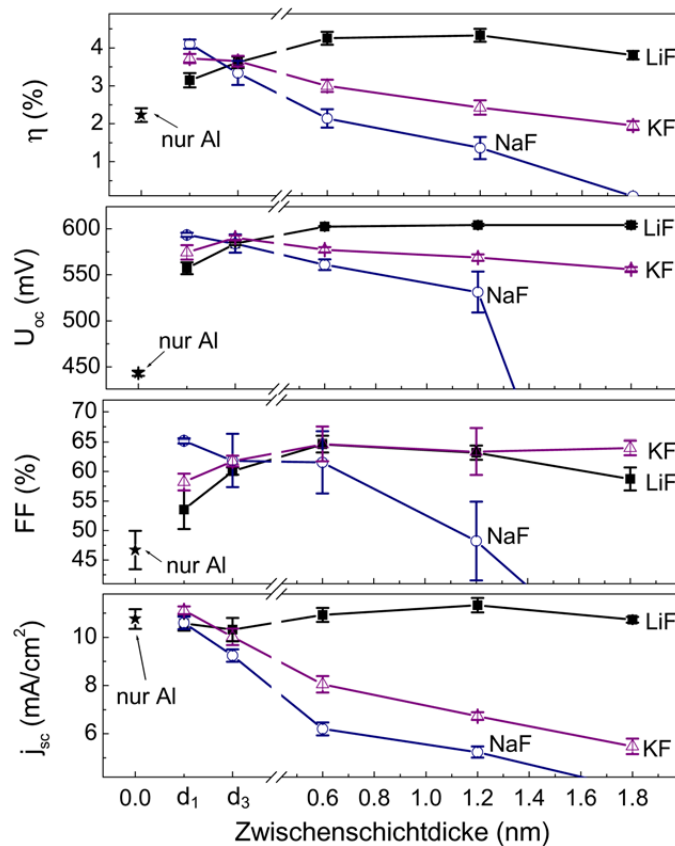 η (%)
4
3
2
1
nur Al
LiF
KF
NaF
U_oc (mV)
600
550
500
450
nur Al
LiF
KF
NaF
FF (%)
70
65
60
55
50
45
nur Al
KF
LiF
NaF
j_sc (mA/cm²)
10
8
6
nur Al
LiF
NaF
KF
0.0 d₁ d₃ 0.6 0.8 1.0 1.2 1.4 1.6 1.8
Zwischenschichtdicke (nm)